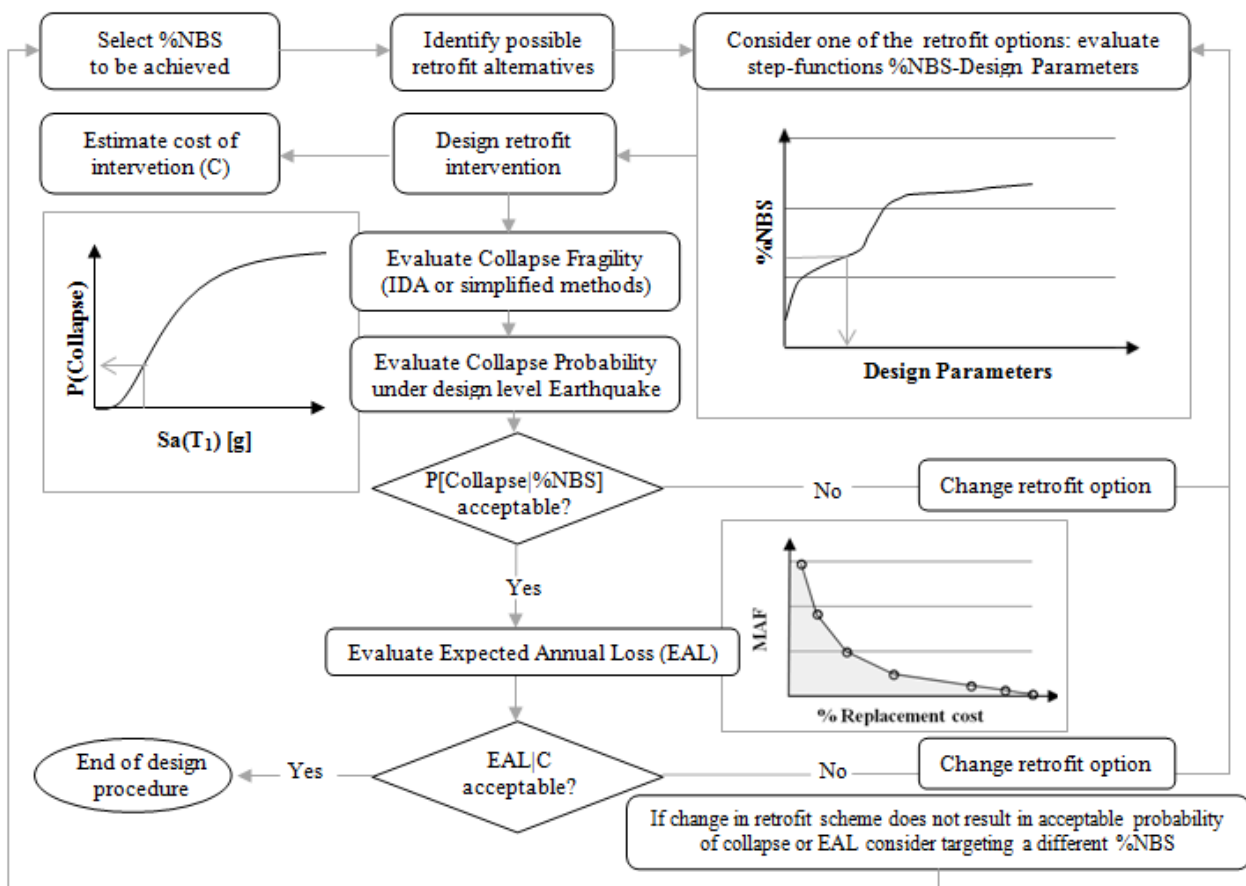 Select %NBS
to be achieved
Identify possible
retrofit alternatives
Consider one of the retrofit options: evaluate
step-functions %NBS-Design Parameters
Estimate cost of
intervetion (C)
Design retrofit
intervention
%NBS
Design Parameters
P(Collapse)
Sa(T₁) [g]
Evaluate Collapse Fragility
(IDA or simplified methods)
Evaluate Collapse Probability
under design level Earthquake
P[Collapse|%NBS]
acceptable?
No
Change retrofit option
Yes
MAF
% Replacement cost
Evaluate Expected Annual Loss (EAL)
End of design
procedure
Yes
EAL|C
acceptable?
No
Change retrofit option
If change in retrofit scheme does not result in acceptable probability
of collapse or EAL consider targeting a different %NBS